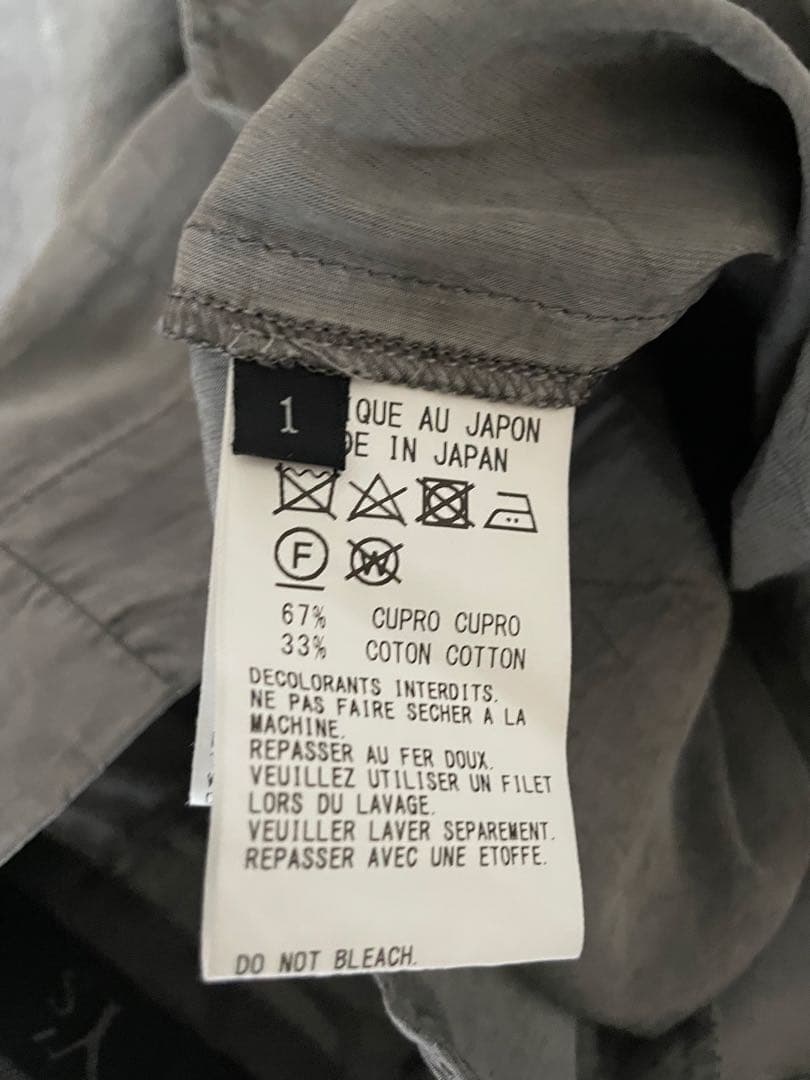 1
IQUE AU JAPON
DE IN JAPAN
F
W
67% CUPRO CUPRO
33% COTON COTTON
DECOLORANTS INTERDITS.
NE PAS FAIRE SECHER A LA
MACHINE.
REPASSER AU FER DOUX.
VEUILLEZ UTILISER UN FILET
LORS DU LAVAGE.
VEUILLER LAVER SEPAREMENT.
REPASSER AVEC UNE ETOFFE.
DO NOT BLEACH.